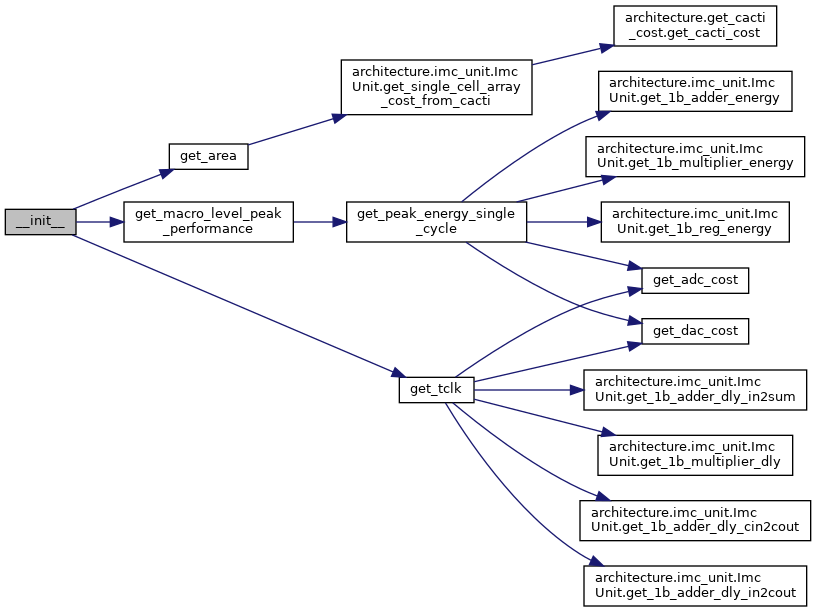 __init__
get_area
get_macro_level_peak
_performance
get_tclk
architecture.imc_unit.Imc
Unit.get_single_cell_array
_cost_from_cacti
get_peak_energy_single
_cycle
architecture.get_cacti
_cost.get_cacti_cost
architecture.imc_unit.Imc
Unit.get_1b_adder_energy
architecture.imc_unit.Imc
Unit.get_1b_multiplier_energy
architecture.imc_unit.Imc
Unit.get_1b_reg_energy
get_adc_cost
get_dac_cost
architecture.imc_unit.Imc
Unit.get_1b_adder_dly_in2sum
architecture.imc_unit.Imc
Unit.get_1b_multiplier_dly
architecture.imc_unit.Imc
Unit.get_1b_adder_dly_cin2cout
architecture.imc_unit.Imc
Unit.get_1b_adder_dly_in2cout